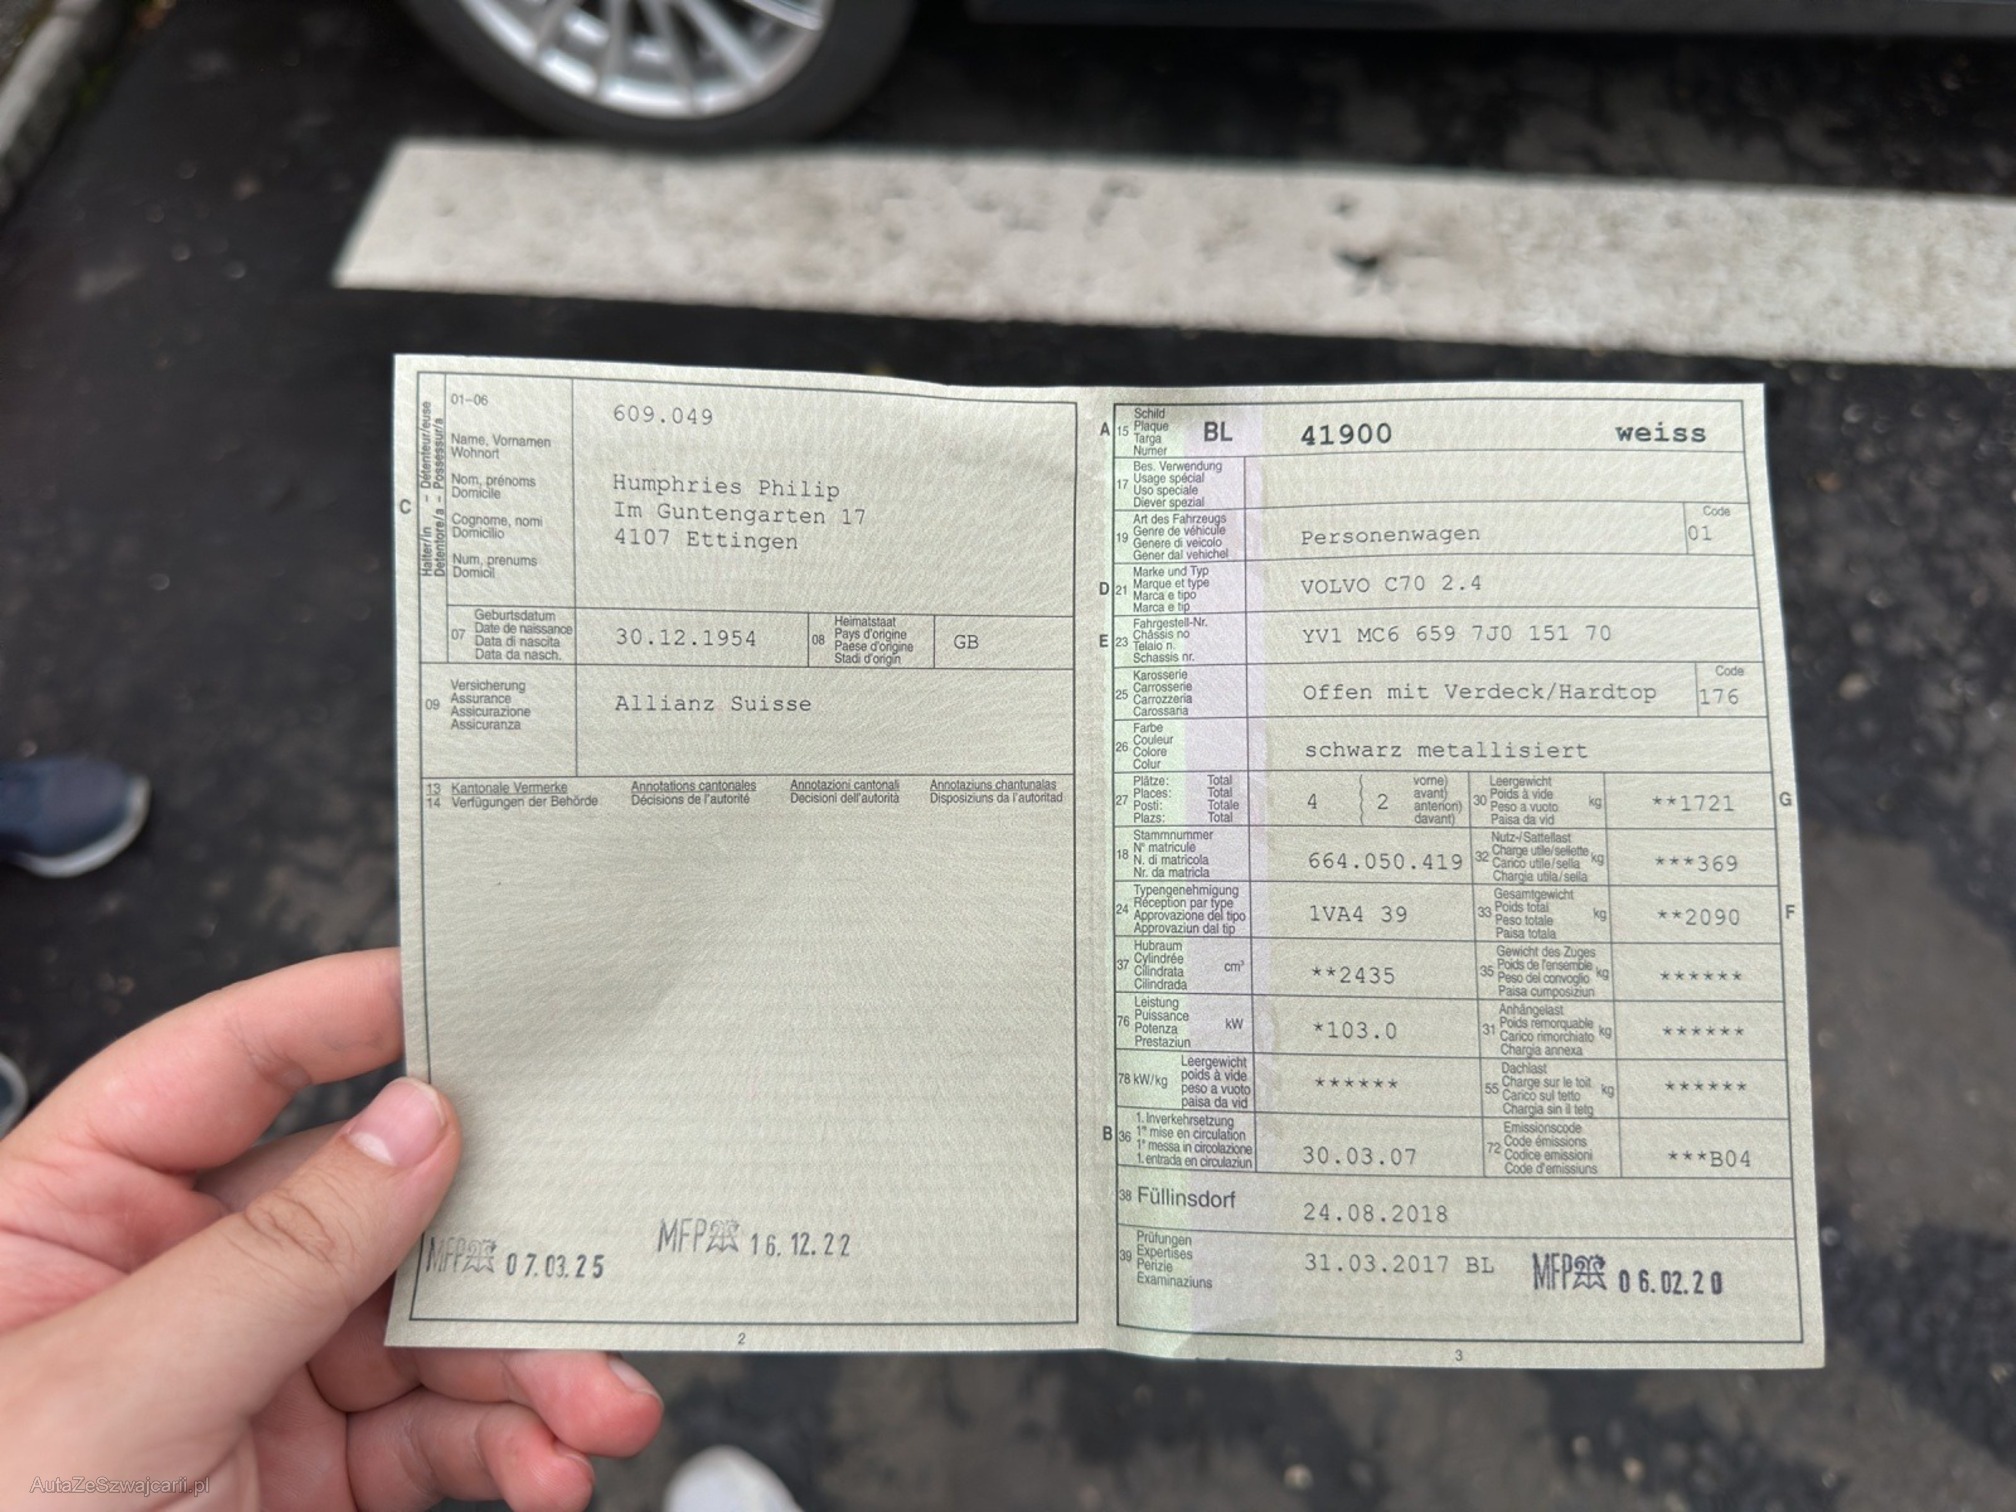 C
Halter/in - Détenteur/euse
Detentore/a - Possessur/a
01-06
609.049
Name, Vornamen
Wohnort
Nom, prénoms
Domicile
Cognome, nomi
Domicilio
Num, prenums
Domicil
Humphries Philip
Im Guntengarten 17
4107 Ettingen
07
Geburtsdatum
Date de naissance
Data di nascita
Data da nasch.
30.12.1954
08
Heimatstaat
Pays d'origine
Paese d'origine
Stadi d'origin
GB
09
Versicherung
Assurance
Assicurazione
Assicuranza
Allianz Suisse
13 Kantonale Vermerke Annotations cantonales Annotazioni cantonali Annotaziuns chantunalas
14 Verfügungen der Behörde Décisions de l'autorité Decisioni dell'autorità Disposiziuns da l'autoritad
MFP 07.03.25
MFP 16.12.22
2
A 15
Schild
Plaque
Targa
Numer
BL 41900 weiss
17
Bes. Verwendung
Usage spécial
Uso speciale
Diever spezial
19
Art des Fahrzeugs
Genre de véhicule
Genere di veicolo
Gener dal vehichel
Personenwagen
Code
01
D 21
Marke und Typ
Marque et type
Marca e tipo
Marca e tip
VOLVO C70 2.4
E 23
Fahrgestell-Nr.
Châssis no
Telaio n.
Schassis nr.
YV1 MC6 659 7J0 151 70
25
Karosserie
Carrosserie
Carrozzeria
Carossaria
Offen mit Verdeck/Hardtop
Code
176
26
Farbe
Couleur
Colore
Colur
schwarz metallisiert
27
Plätze: Total
Places: Total
Posti: Totale
Plazs: Total
4 ( 2
vorne)
avant)
anteriori)
davant)
30
Leergewicht
Poids à vide
Peso a vuoto
Paisa da vid
kg
**1721
G
18
Stammnummer
N° matricule
N. di matricola
Nr. da matricla
664.050.419
32
Nutz-/Sattellast
Charge utile/sellette
Carico utile/sella
Chargia utila/sella
kg
***369
24
Typengenehmigung
Réception par type
Approvazione del tipo
Approvaziun dal tip
1VA4 39
33
Gesamtgewicht
Poids total
Peso totale
Paisa totala
kg
**2090
F
37
Hubraum
Cylindrée
Cilindrata
Cilindrada
cm³
**2435
35
Gewicht des Zuges
Poids de l'ensemble
Peso del convoglio
Paisa cumposiziun
kg
******
76
Leistung
Puissance
Potenza
Prestaziun
kW
*103.0
31
Anhängelast
Poids remorquable
Carico rimorchiato
Chargia annexa
kg
******
78 kW/kg
Leergewicht
poids à vide
peso a vuoto
paisa da vid
******
55
Dachlast
Charge sur le toit
Carico sul tetto
Chargia sin il tetg
kg
******
B 36
1. Inverkehrsetzung
1re mise en circulation
1a messa in circolazione
1. entrada en circulaziun
30.03.07
72
Emissionscode
Code émissions
Codice emissioni
Code d'emissiuns
***B04
38 Füllinsdorf
24.08.2018
39
Prüfungen
Expertises
Perizie
Examinaziuns
31.03.2017 BL
MFP 06.02.20
3
AutaZeSzwajcarii.pl